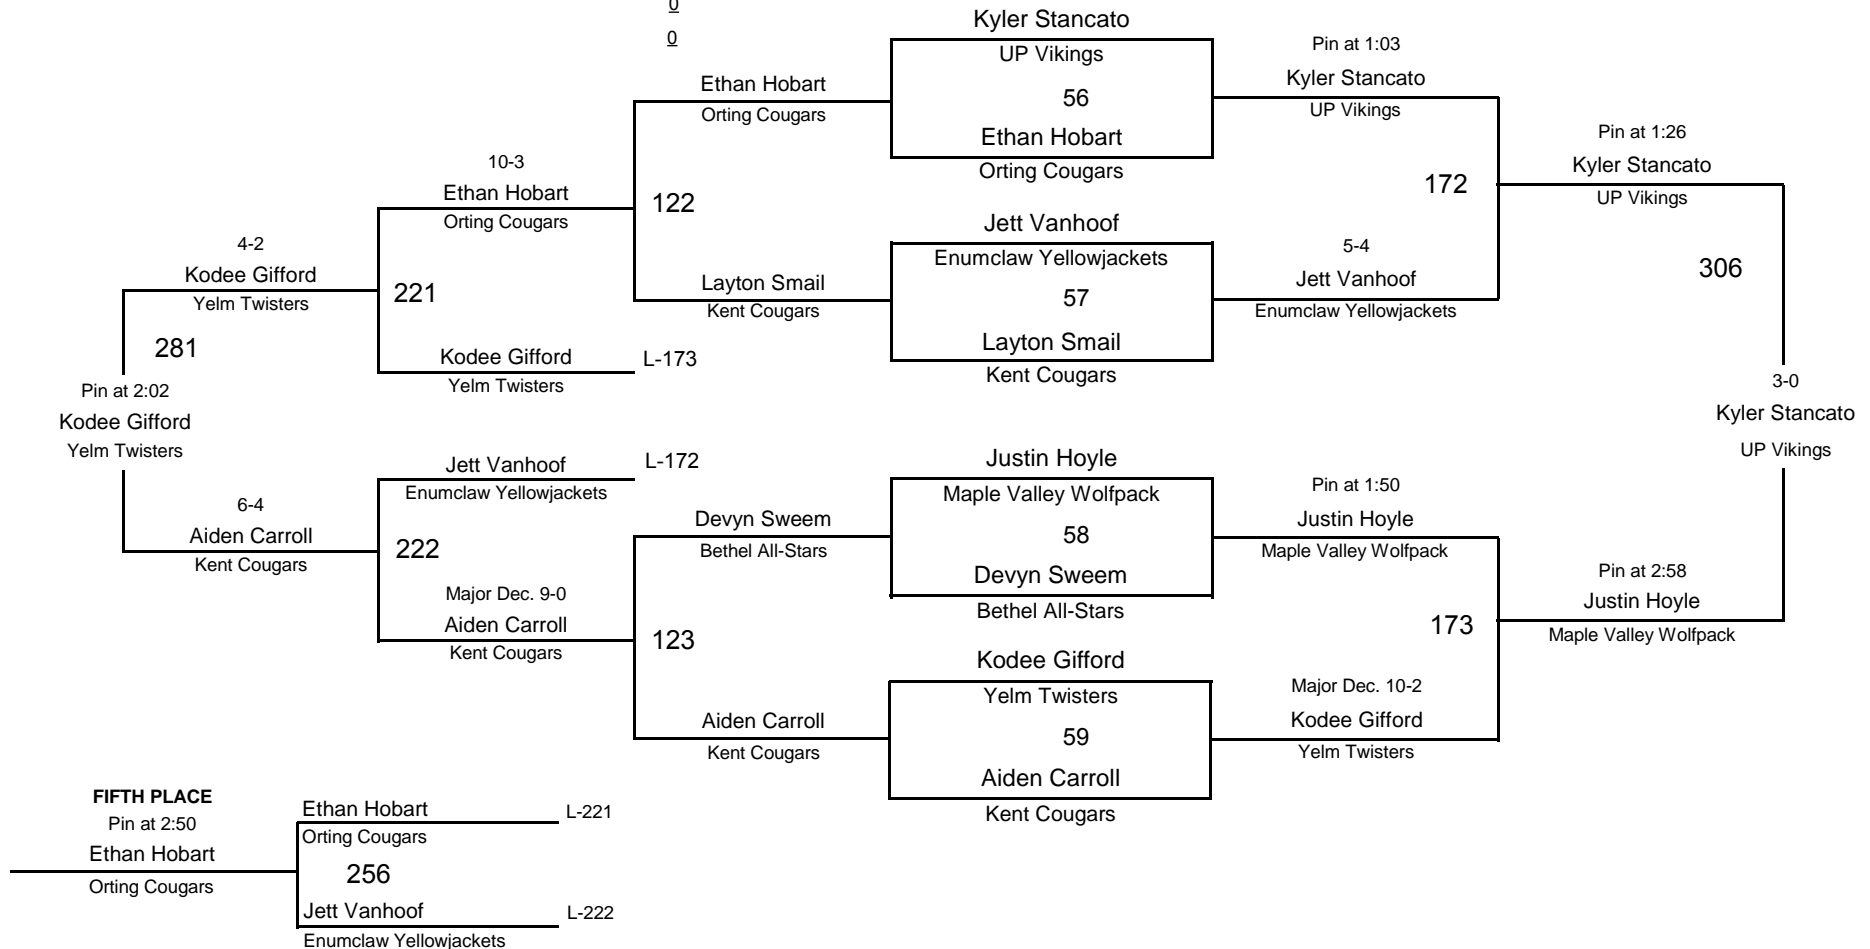 0
0
Kyler Stancato
UP Vikings
56
Ethan Hobart
Orting Cougars
Jett Vanhoof
Enumclaw Yellowjackets
57
Layton Smail
Kent Cougars
Justin Hoyle
Maple Valley Wolfpack
58
Devyn Sweem
Bethel All-Stars
Kodee Gifford
Yelm Twisters
59
Aiden Carroll
Kent Cougars
Pin at 1:03
Kyler Stancato
UP Vikings
172
5-4
Jett Vanhoof
Enumclaw Yellowjackets
Pin at 1:50
Justin Hoyle
Maple Valley Wolfpack
173
Major Dec. 10-2
Kodee Gifford
Yelm Twisters
Pin at 1:26
Kyler Stancato
UP Vikings
306
Pin at 2:58
Justin Hoyle
Maple Valley Wolfpack
3-0
Kyler Stancato
UP Vikings
Ethan Hobart
Orting Cougars
122
Layton Smail
Kent Cougars
Devyn Sweem
Bethel All-Stars
123
Aiden Carroll
Kent Cougars
10-3
Ethan Hobart
Orting Cougars
221
Kodee Gifford
Yelm Twisters
L-173
Jett Vanhoof
Enumclaw Yellowjackets
L-172
222
Major Dec. 9-0
Aiden Carroll
Kent Cougars
4-2
Kodee Gifford
Yelm Twisters
281
6-4
Aiden Carroll
Kent Cougars
Pin at 2:02
Kodee Gifford
Yelm Twisters
FIFTH PLACE
Pin at 2:50
Ethan Hobart
Orting Cougars
Ethan Hobart
Orting Cougars
L-221
256
Jett Vanhoof
Enumclaw Yellowjackets
L-222